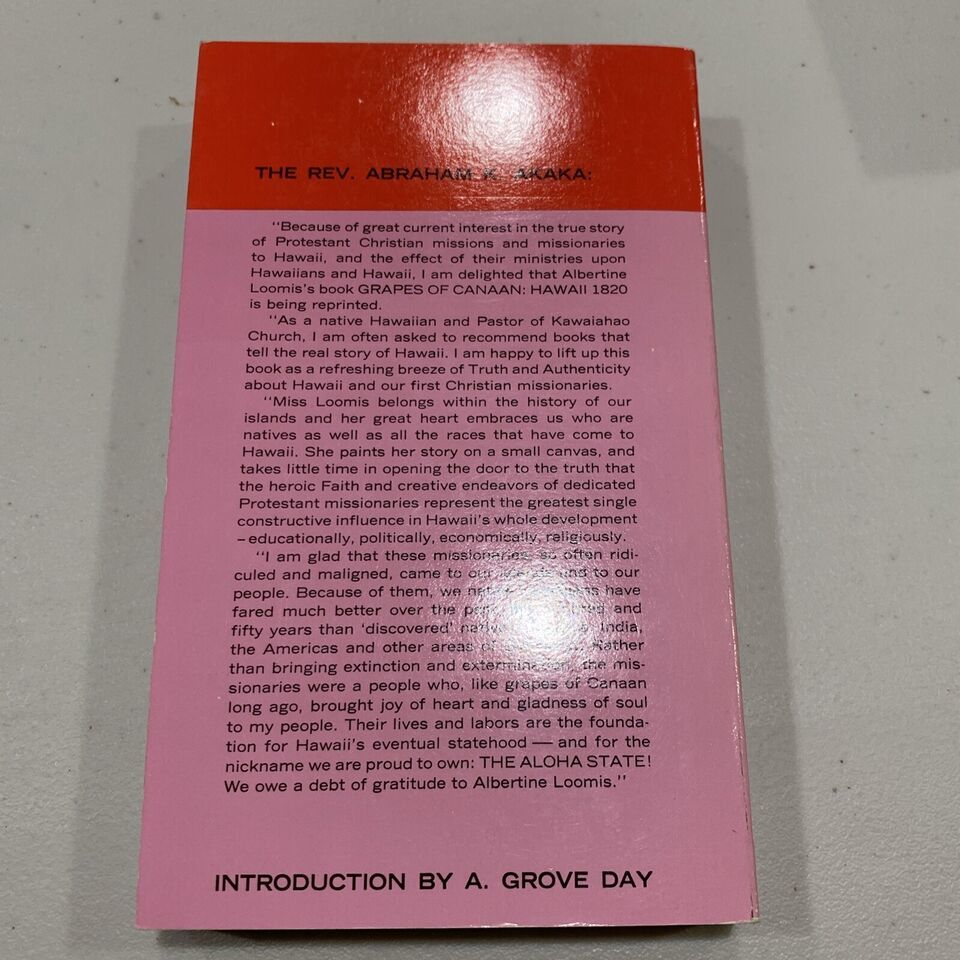 THE REV. ABRAHAM K. AKAKA:
"Because of great current interest in the true story
of Protestant Christian missions and missionaries
to Hawaii, and the effect of their ministries upon
Hawaiians and Hawaii, I am delighted that Albertine
Loomis's book GRAPES OF CANAAN: HAWAII 1820
is being reprinted.
"As a native Hawaiian and Pastor of Kawaiahao
Church, I am often asked to recommend books that
tell the real story of Hawaii. I am happy to lift up this
book as a refreshing breeze of Truth and Authenticity
about Hawaii and our first Christian missionaries.
"Miss Loomis belongs within the history of our
islands and her great heart embraces us who are
natives as well as all the races that have come to
Hawaii. She paints her story on a small canvas, and
takes little time in opening the door to the truth that
the heroic Faith and creative endeavors of dedicated
Protestant missionaries represent the greatest single
constructive influence in Hawaii's whole development
–educationally, politically, economically, religiously.
"I am glad that these missionaries, so often ridi-
culed and maligned, came to our and to our
people. Because of them, we have
fared much better over the and
fifty years than 'discovered' India,
the Americas and other areas of Rather
than bringing extinction and extermination, the mis-
sionaries were a people who, like grapes of Canaan
long ago, brought joy of heart and gladness of soul
to my people. Their lives and labors are the founda-
tion for Hawaii's eventual statehood — and for the
nickname we are proud to own: THE ALOHA STATE!
We owe a debt of gratitude to Albertine Loomis."
INTRODUCTION BY A. GROVE DAY